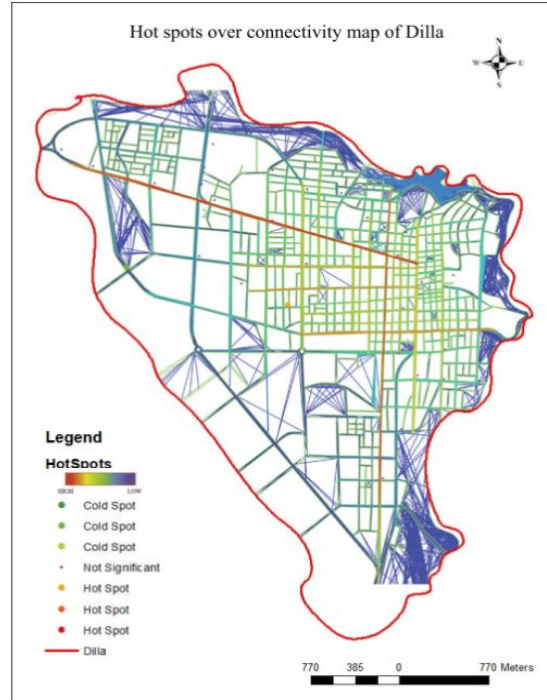 Hot spots over connectivity map of Dilla
N
W E
S
Legend
HotSpots
HIGH LOW
Cold Spot
Cold Spot
Cold Spot
Not Significant
Hot Spot
Hot Spot
Hot Spot
Dilla
770 385 0 770 Meters